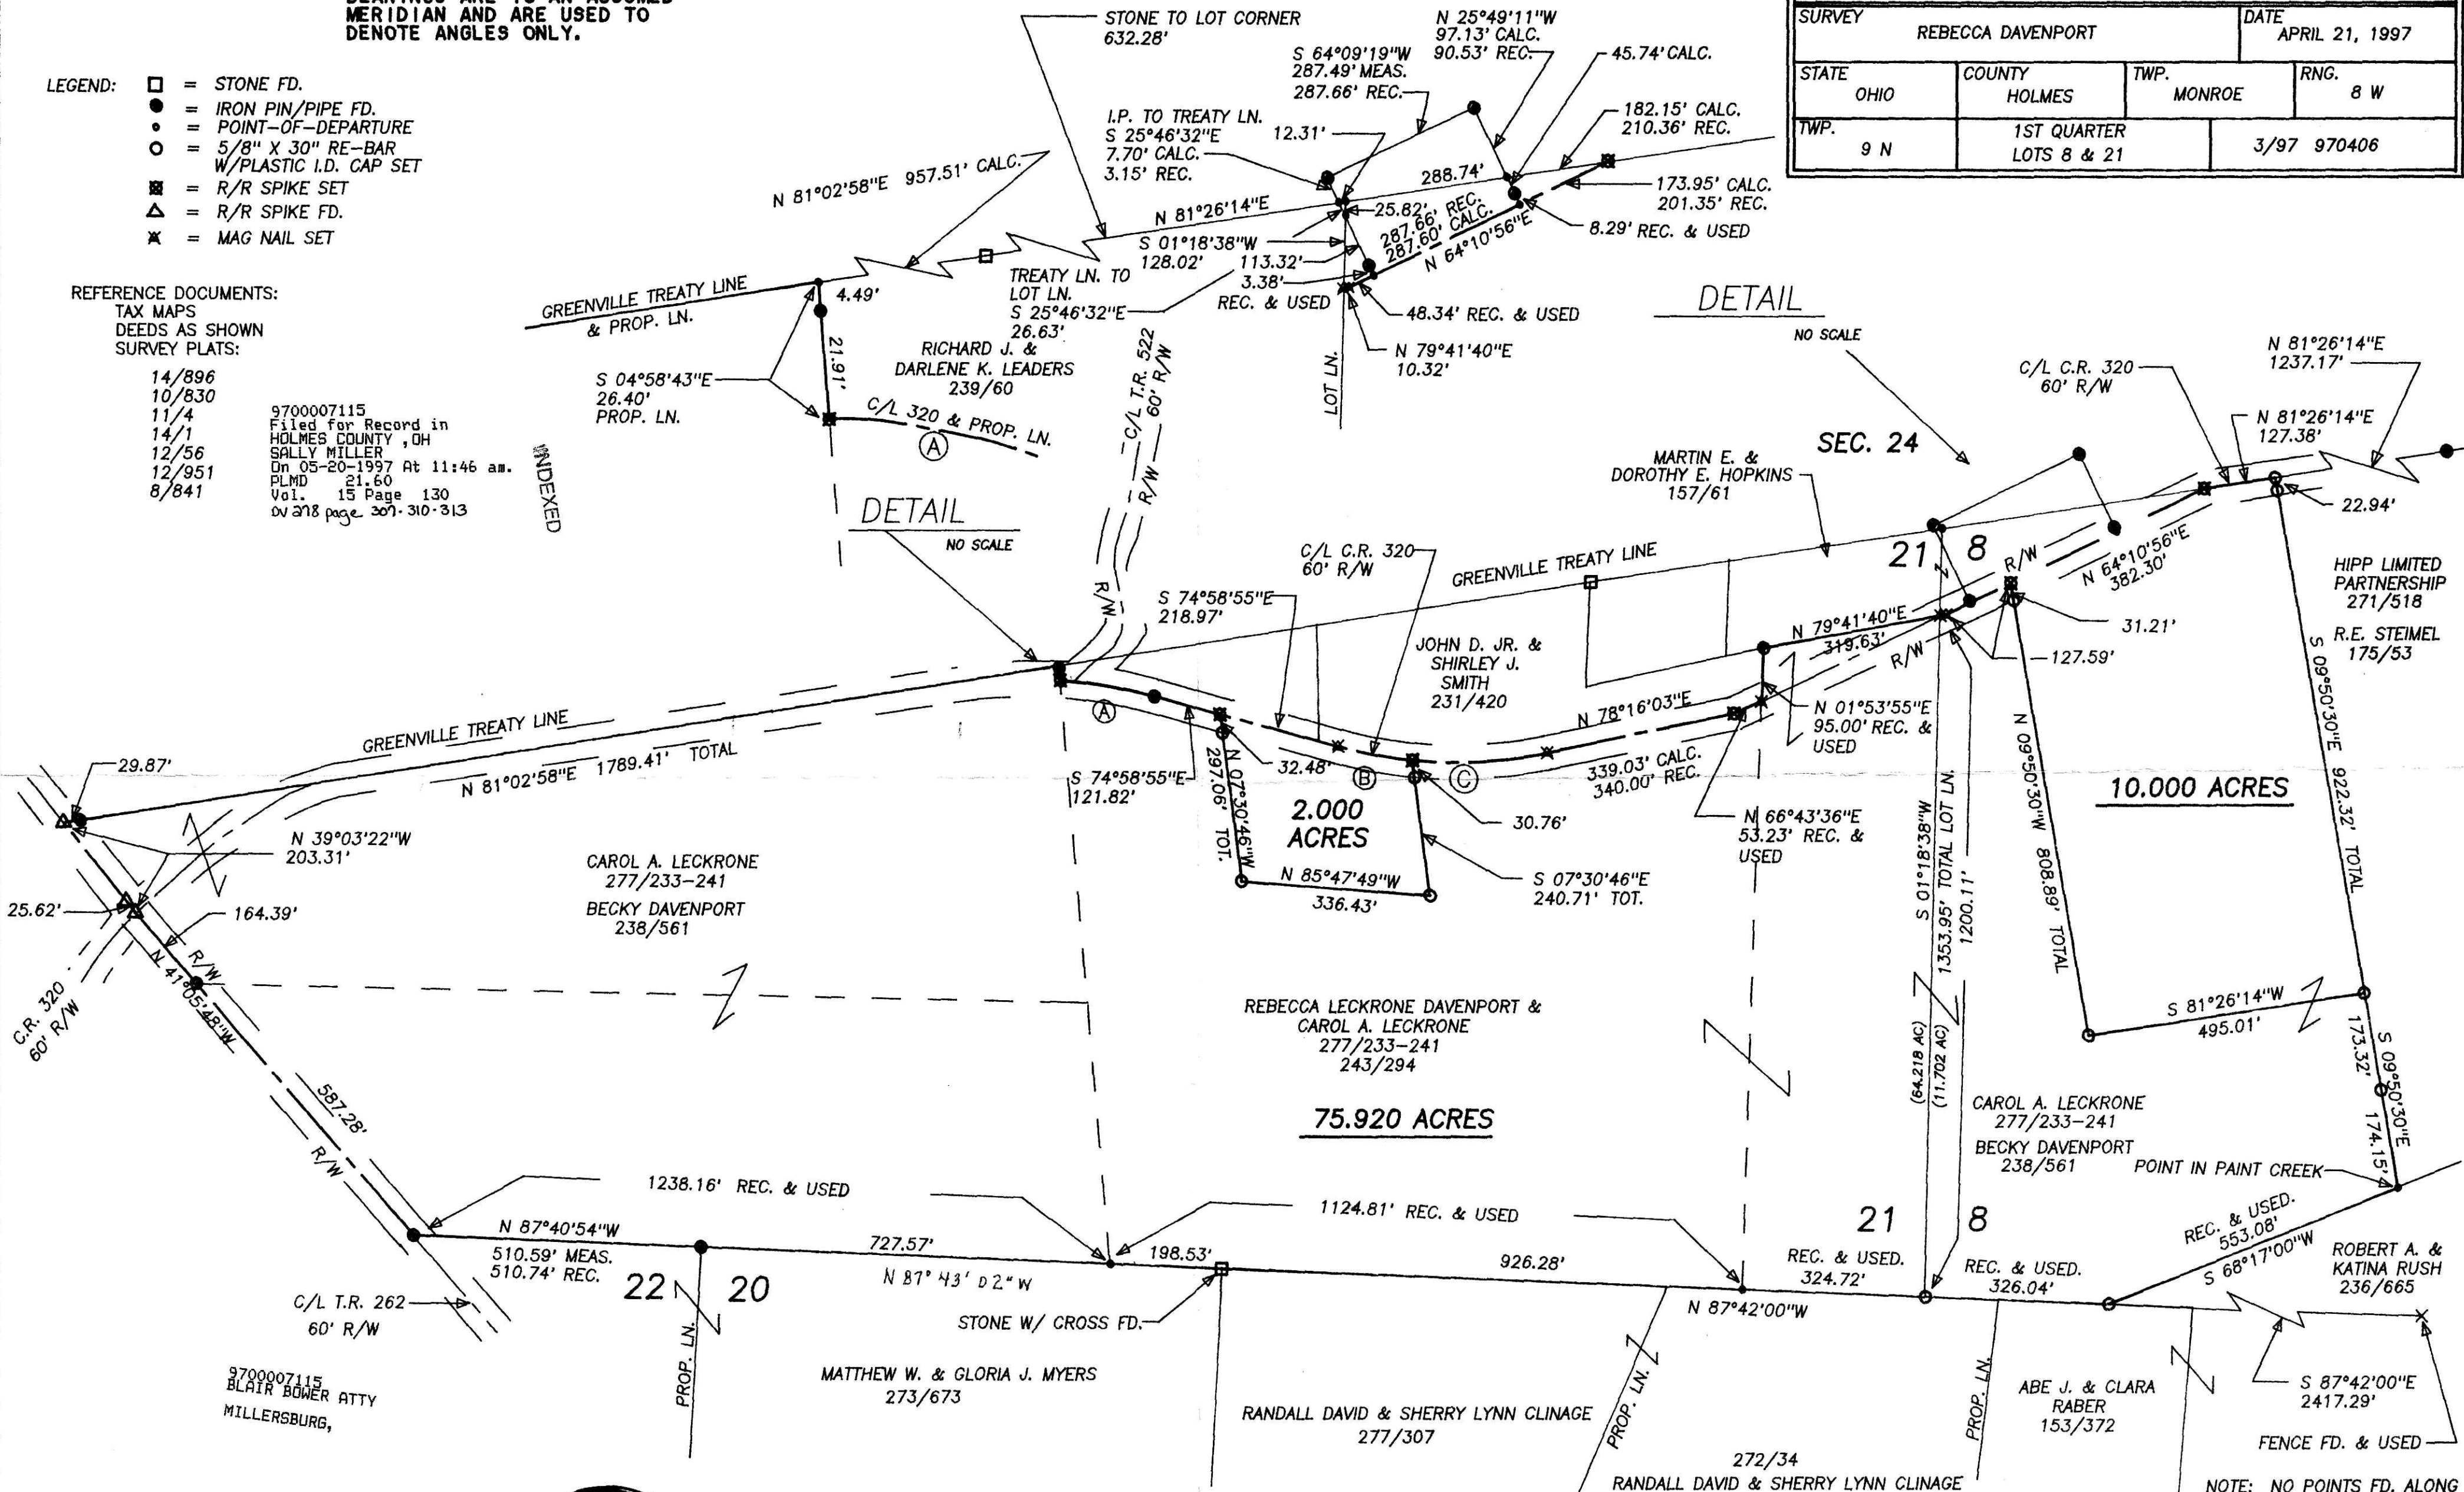 BEARINGS ARE TO AN ASSUMED
MERIDIAN AND ARE USED TO
DENOTE ANGLES ONLY.
LEGEND:
□ = STONE FD.
● = IRON PIN/PIPE FD.
• = POINT-OF-DEPARTURE
○ = 5/8" X 30" RE-BAR
W/PLASTIC I.D. CAP SET
= R/R SPIKE SET
△ = R/R SPIKE FD.
= MAG NAIL SET
REFERENCE DOCUMENTS:
TAX MAPS
DEEDS AS SHOWN
SURVEY PLATS:
14/896
10/830
11/4
14/1
12/56
12/951
8/841
9700007115
Filed for Record in
HOLMES COUNTY , OH
SALLY MILLER
On 05-20-1997 At 11:46 am.
PLMD 21.60
Vol. 15 Page 130
OV 278 page 307-310-313
INDEXED
SURVEY
REBECCA DAVENPORT
DATE
APRIL 21, 1997
STATE
OHIO
COUNTY
HOLMES
TWP.
MONROE
RNG.
8 W
TWP.
9 N
1ST QUARTER
LOTS 8 & 21
3/97 970406
STONE TO LOT CORNER
632.28'
N 25°49'11"W
97.13' CALC.
90.53' REC.
S 64°09'19"W
287.49' MEAS.
287.66' REC.
45.74' CALC.
I.P. TO TREATY LN.
S 25°46'32"E
7.70' CALC.
3.15' REC.
12.31'
182.15' CALC.
210.36' REC.
288.74'
173.95' CALC.
201.35' REC.
N 81°02'58"E 957.51' CALC.
N 81°26'14"E
25.82'
287.66' REC.
287.60' CALC.
N 64°10'56"E
8.29' REC. & USED
S 01°18'38"W
128.02'
113.32'
3.38'
REC. & USED
TREATY LN. TO
LOT LN.
S 25°46'32"E
26.63'
48.34' REC. & USED
N 79°41'40"E
10.32'
LOT LN.
GREENVILLE TREATY LINE
& PROP. LN.
4.49'
21.91'
S 04°58'43"E
26.40'
PROP. LN.
RICHARD J. &
DARLENE K. LEADERS
239/60
C/L 320 & PROP. LN.
A
C/L T.R. 522
60' R/W
R/W
DETAIL
NO SCALE
DETAIL
NO SCALE
C/L C.R. 320
60' R/W
N 81°26'14"E
1237.17'
N 81°26'14"E
127.38'
SEC. 24
MARTIN E. &
DOROTHY E. HOPKINS
157/61
22.94'
21 8
R/W
N 64°10'56"E
382.30'
HIPP LIMITED
PARTNERSHIP
271/518
R.E. STEIMEL
175/53
C/L C.R. 320
60' R/W
GREENVILLE TREATY LINE
R/W
S 74°58'55"E
218.97'
JOHN D. JR. &
SHIRLEY J.
SMITH
231/420
N 79°41'40"E
319.63'
R/W
31.21'
127.59'
A
N 78°16'03"E
N 01°53'55"E
95.00' REC. &
USED
S 09°50'30"E 922.32' TOTAL
N 09°50'30"W 808.89' TOTAL
10.000 ACRES
GREENVILLE TREATY LINE
N 81°02'58"E 1789.41' TOTAL
29.87'
N 39°03'22"W
203.31'
S 74°58'55"E
121.82'
N 07°30'46"W
297.06' TOT.
32.48'
B
C
339.03' CALC.
340.00' REC.
2.000
ACRES
30.76'
N 66°43'36"E
53.23' REC. &
USED
N 85°47'49"W
336.43'
S 07°30'46"E
240.71' TOT.
CAROL A. LECKRONE
277/233-241
BECKY DAVENPORT
238/561
25.62'
164.39'
R/W
N 41°05'48"W
C.R. 320
60' R/W
587.28'
R/W
S 01°18'38"W
1353.95' TOTAL LOT LN.
1200.11'
(64.218 AC)
(11.702 AC)
REBECCA LECKRONE DAVENPORT &
CAROL A. LECKRONE
277/233-241
243/294
75.920 ACRES
S 81°26'14"W
495.01'
173.32'
S 09°50'30"E
174.15'
CAROL A. LECKRONE
277/233-241
BECKY DAVENPORT
238/561
POINT IN PAINT CREEK
1238.16' REC. & USED
1124.81' REC. & USED
21 8
REC. & USED.
553.08'
S 68°17'00"W
ROBERT A. &
KATINA RUSH
236/665
N 87°40'54"W
510.59' MEAS.
510.74' REC.
727.57'
N 87° 43' 02" W
198.53'
926.28'
REC. & USED.
324.72'
REC. & USED.
326.04'
N 87°42'00"W
22 20
C/L T.R. 262
60' R/W
STONE W/ CROSS FD.
PROP. LN.
PROP. LN.
PROP. LN.
MATTHEW W. & GLORIA J. MYERS
273/673
RANDALL DAVID & SHERRY LYNN CLINAGE
277/307
ABE J. & CLARA
RABER
153/372
S 87°42'00"E
2417.29'
FENCE FD. & USED
9700007115
BLAIR BOWER ATTY
MILLERSBURG,
272/34
RANDALL DAVID & SHERRY LYNN CLINAGE
NOTE: NO POINTS FD. ALONG